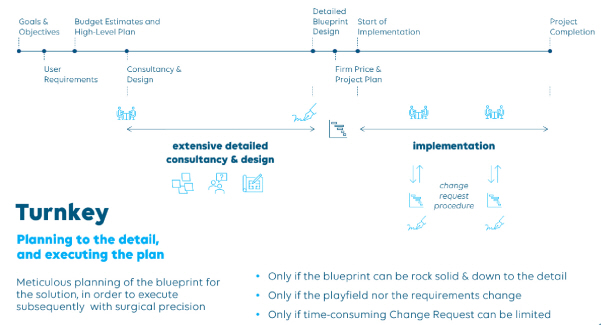 Goals &
Objectives
Budget Estimates and
High-Level Plan
Detailed
Blueprint
Design
Start of
Implementation
Project
Completion
User
Requirements
Consultancy &
Design
Firm Price &
Project Plan
extensive detailed
consultancy & design
implementation
?
change
request
procedure
Turnkey
Planning to the detail,
and executing the plan
Meticulous planning of the blueprint for
the solution, in order to execute
subsequently with surgical precision
• Only if the blueprint can be rock solid & down to the detail
• Only if the playfield nor the requirements change
• Only if time-consuming Change Request can be limited